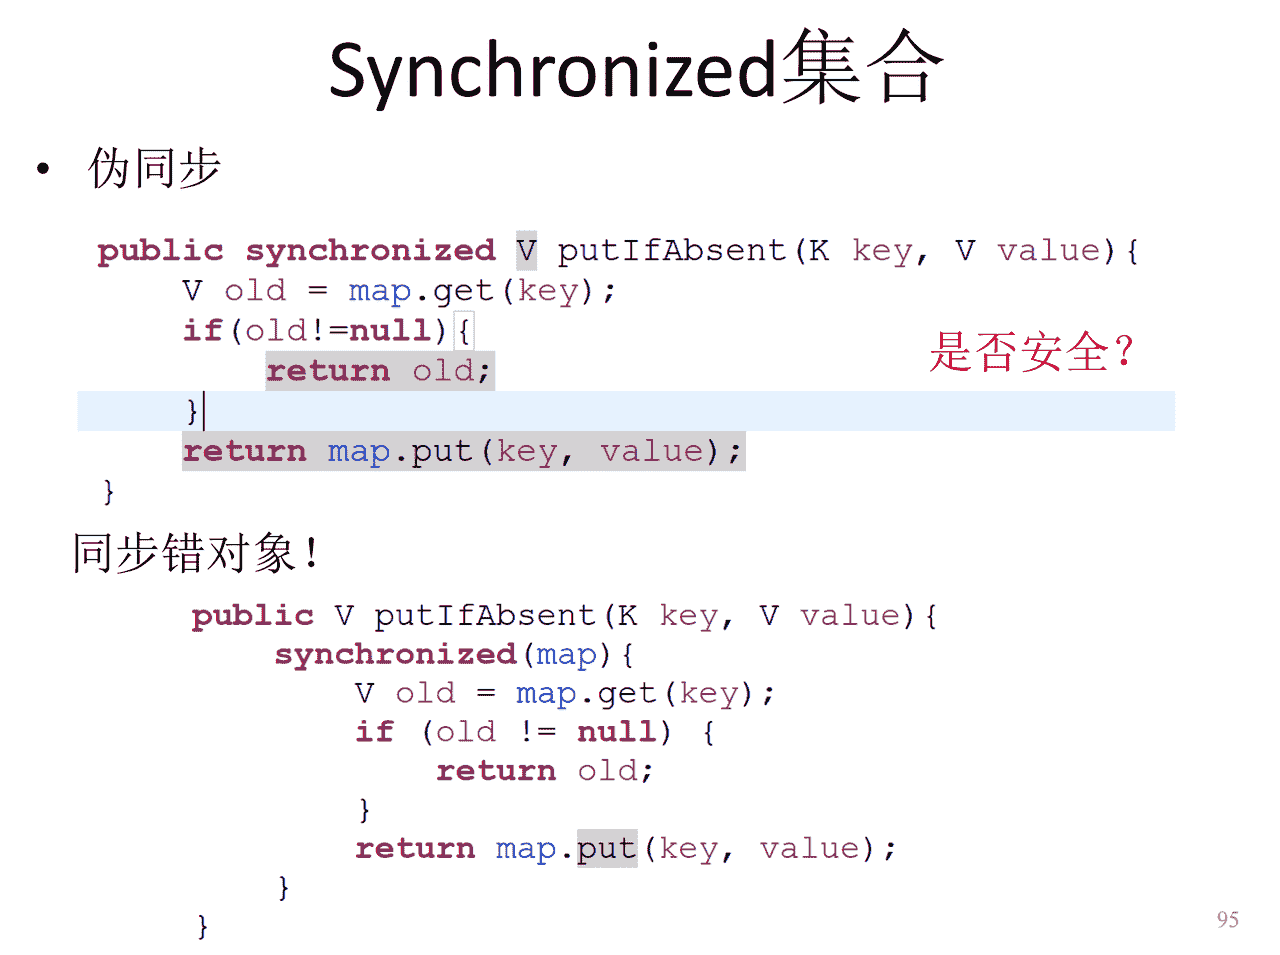 Synchronized集合
• 伪同步
public synchronized V putIfAbsent(K key, V value){
V old = map.get(key);
if(old!=null){
return old;
是否安全?
}
return map.put(key, value);
}
同步错对象!
public V putIfAbsent(K key, V value){
synchronized(map){
V old = map.get(key);
if (old != null) {
return old;
}
return map.put(key, value);
}
}
95